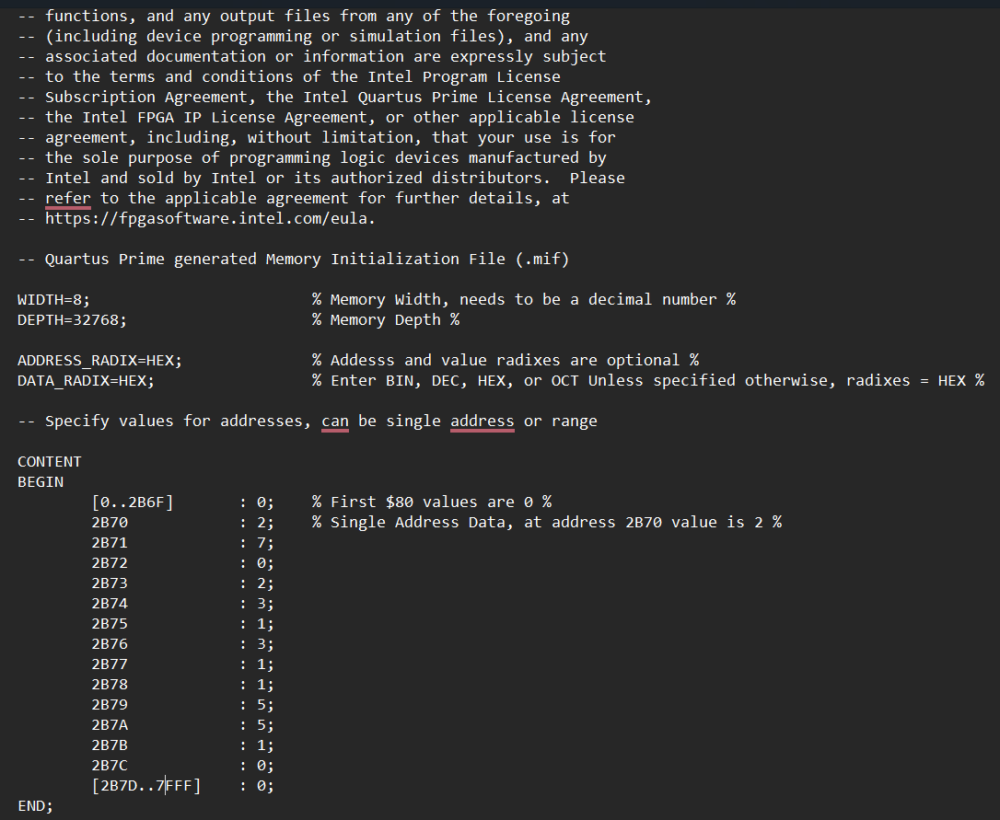 -- functions, and any output files from any of the foregoing
-- (including device programming or simulation files), and any
-- associated documentation or information are expressly subject
-- to the terms and conditions of the Intel Program License
-- Subscription Agreement, the Intel Quartus Prime License Agreement,
-- the Intel FPGA IP License Agreement, or other applicable license
-- agreement, including, without limitation, that your use is for
-- the sole purpose of programming logic devices manufactured by
-- Intel and sold by Intel or its authorized distributors.  Please
-- refer to the applicable agreement for further details, at
-- https://fpgasoftware.intel.com/eula.
-- Quartus Prime generated Memory Initialization File (.mif)
WIDTH=8;                        % Memory Width, needs to be a decimal number %
DEPTH=32768;                    % Memory Depth %
ADDRESS_RADIX=HEX;              % Addesss and value radixes are optional %
DATA_RADIX=HEX;                 % Enter BIN, DEC, HEX, or OCT Unless specified otherwise, radixes = HEX %
-- Specify values for addresses, can be single address or range
CONTENT
BEGIN
        [0..2B6F]       : 0;    % First $80 values are 0 %
        2B70            : 2;    % Single Address Data, at address 2B70 value is 2 %
        2B71            : 7;
        2B72            : 0;
        2B73            : 2;
        2B74            : 3;
        2B75            : 1;
        2B76            : 3;
        2B77            : 1;
        2B78            : 1;
        2B79            : 5;
        2B7A            : 5;
        2B7B            : 1;
        2B7C            : 0;
        [2B7D..7FFF]    : 0;
END;